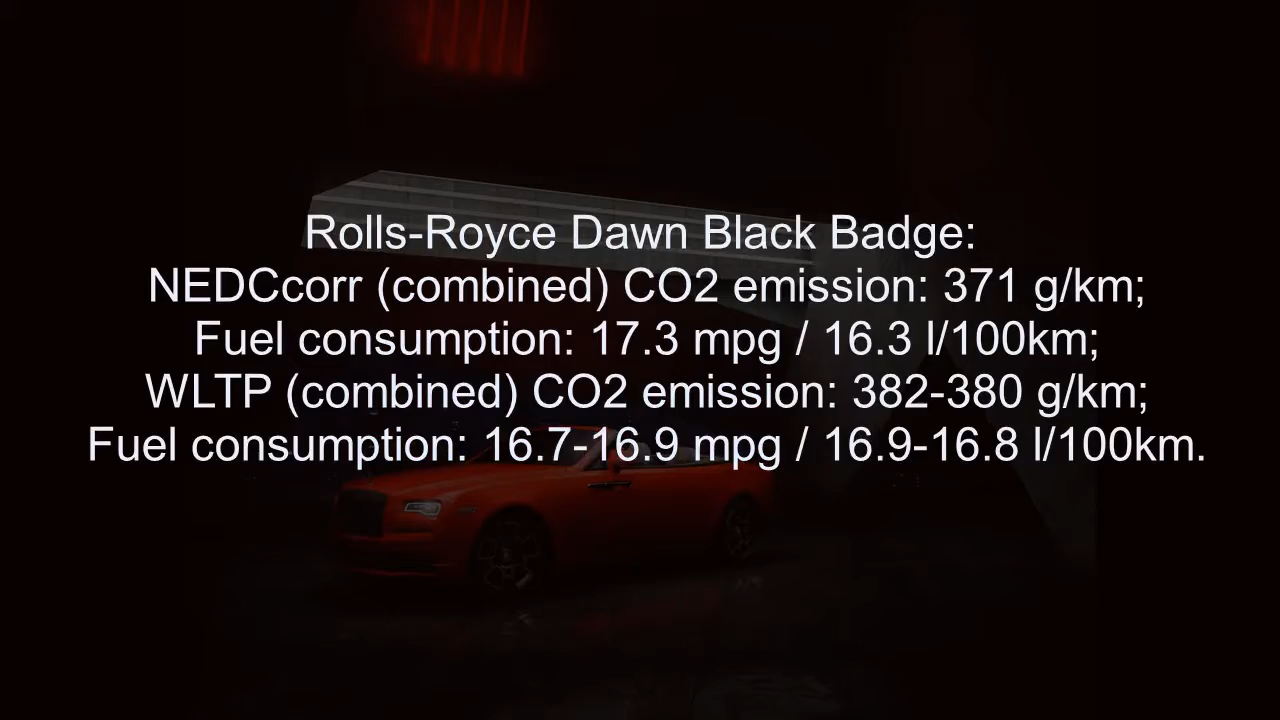 Rolls-Royce Dawn Black Badge:
NEDCcorr (combined) CO2 emission: 371 g/km;
Fuel consumption: 17.3 mpg / 16.3 l/100km;
WLTP (combined) CO2 emission: 382-380 g/km;
Fuel consumption: 16.7-16.9 mpg / 16.9-16.8 l/100km.